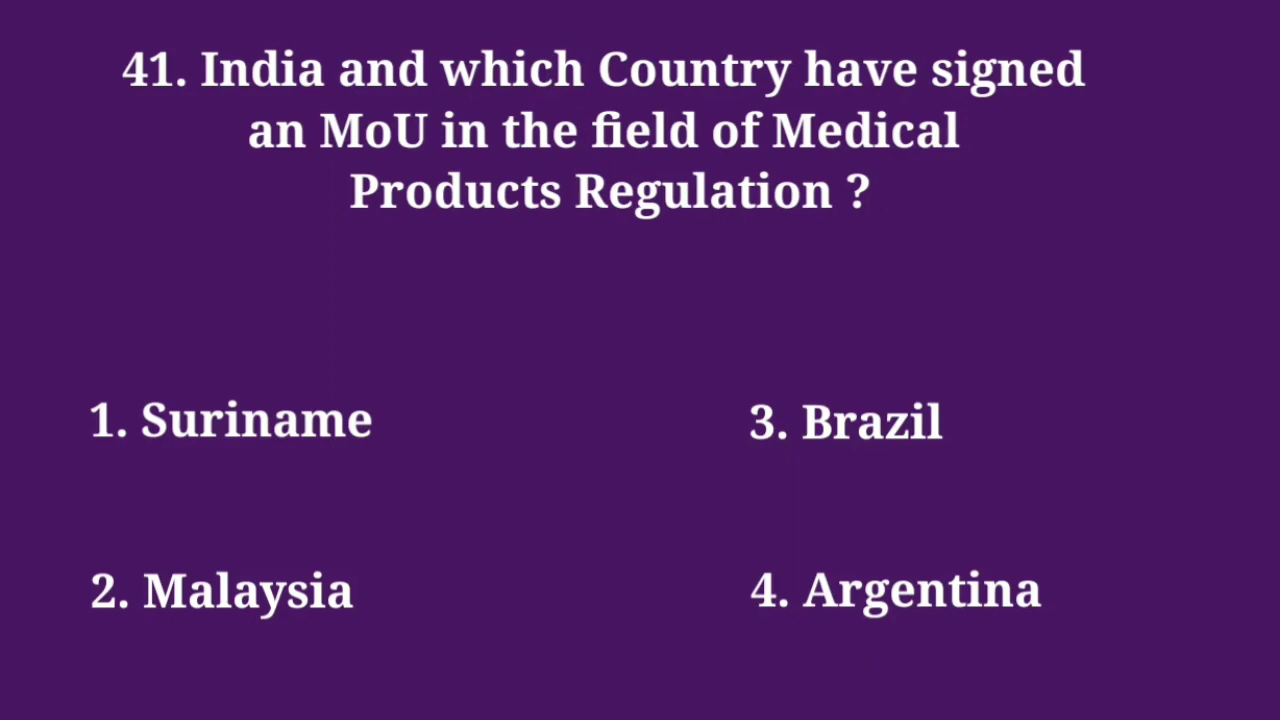 41. India and which Country have signed
an MoU in the field of Medical
Products Regulation ?
1. Suriname
3. Brazil
2. Malaysia
4. Argentina